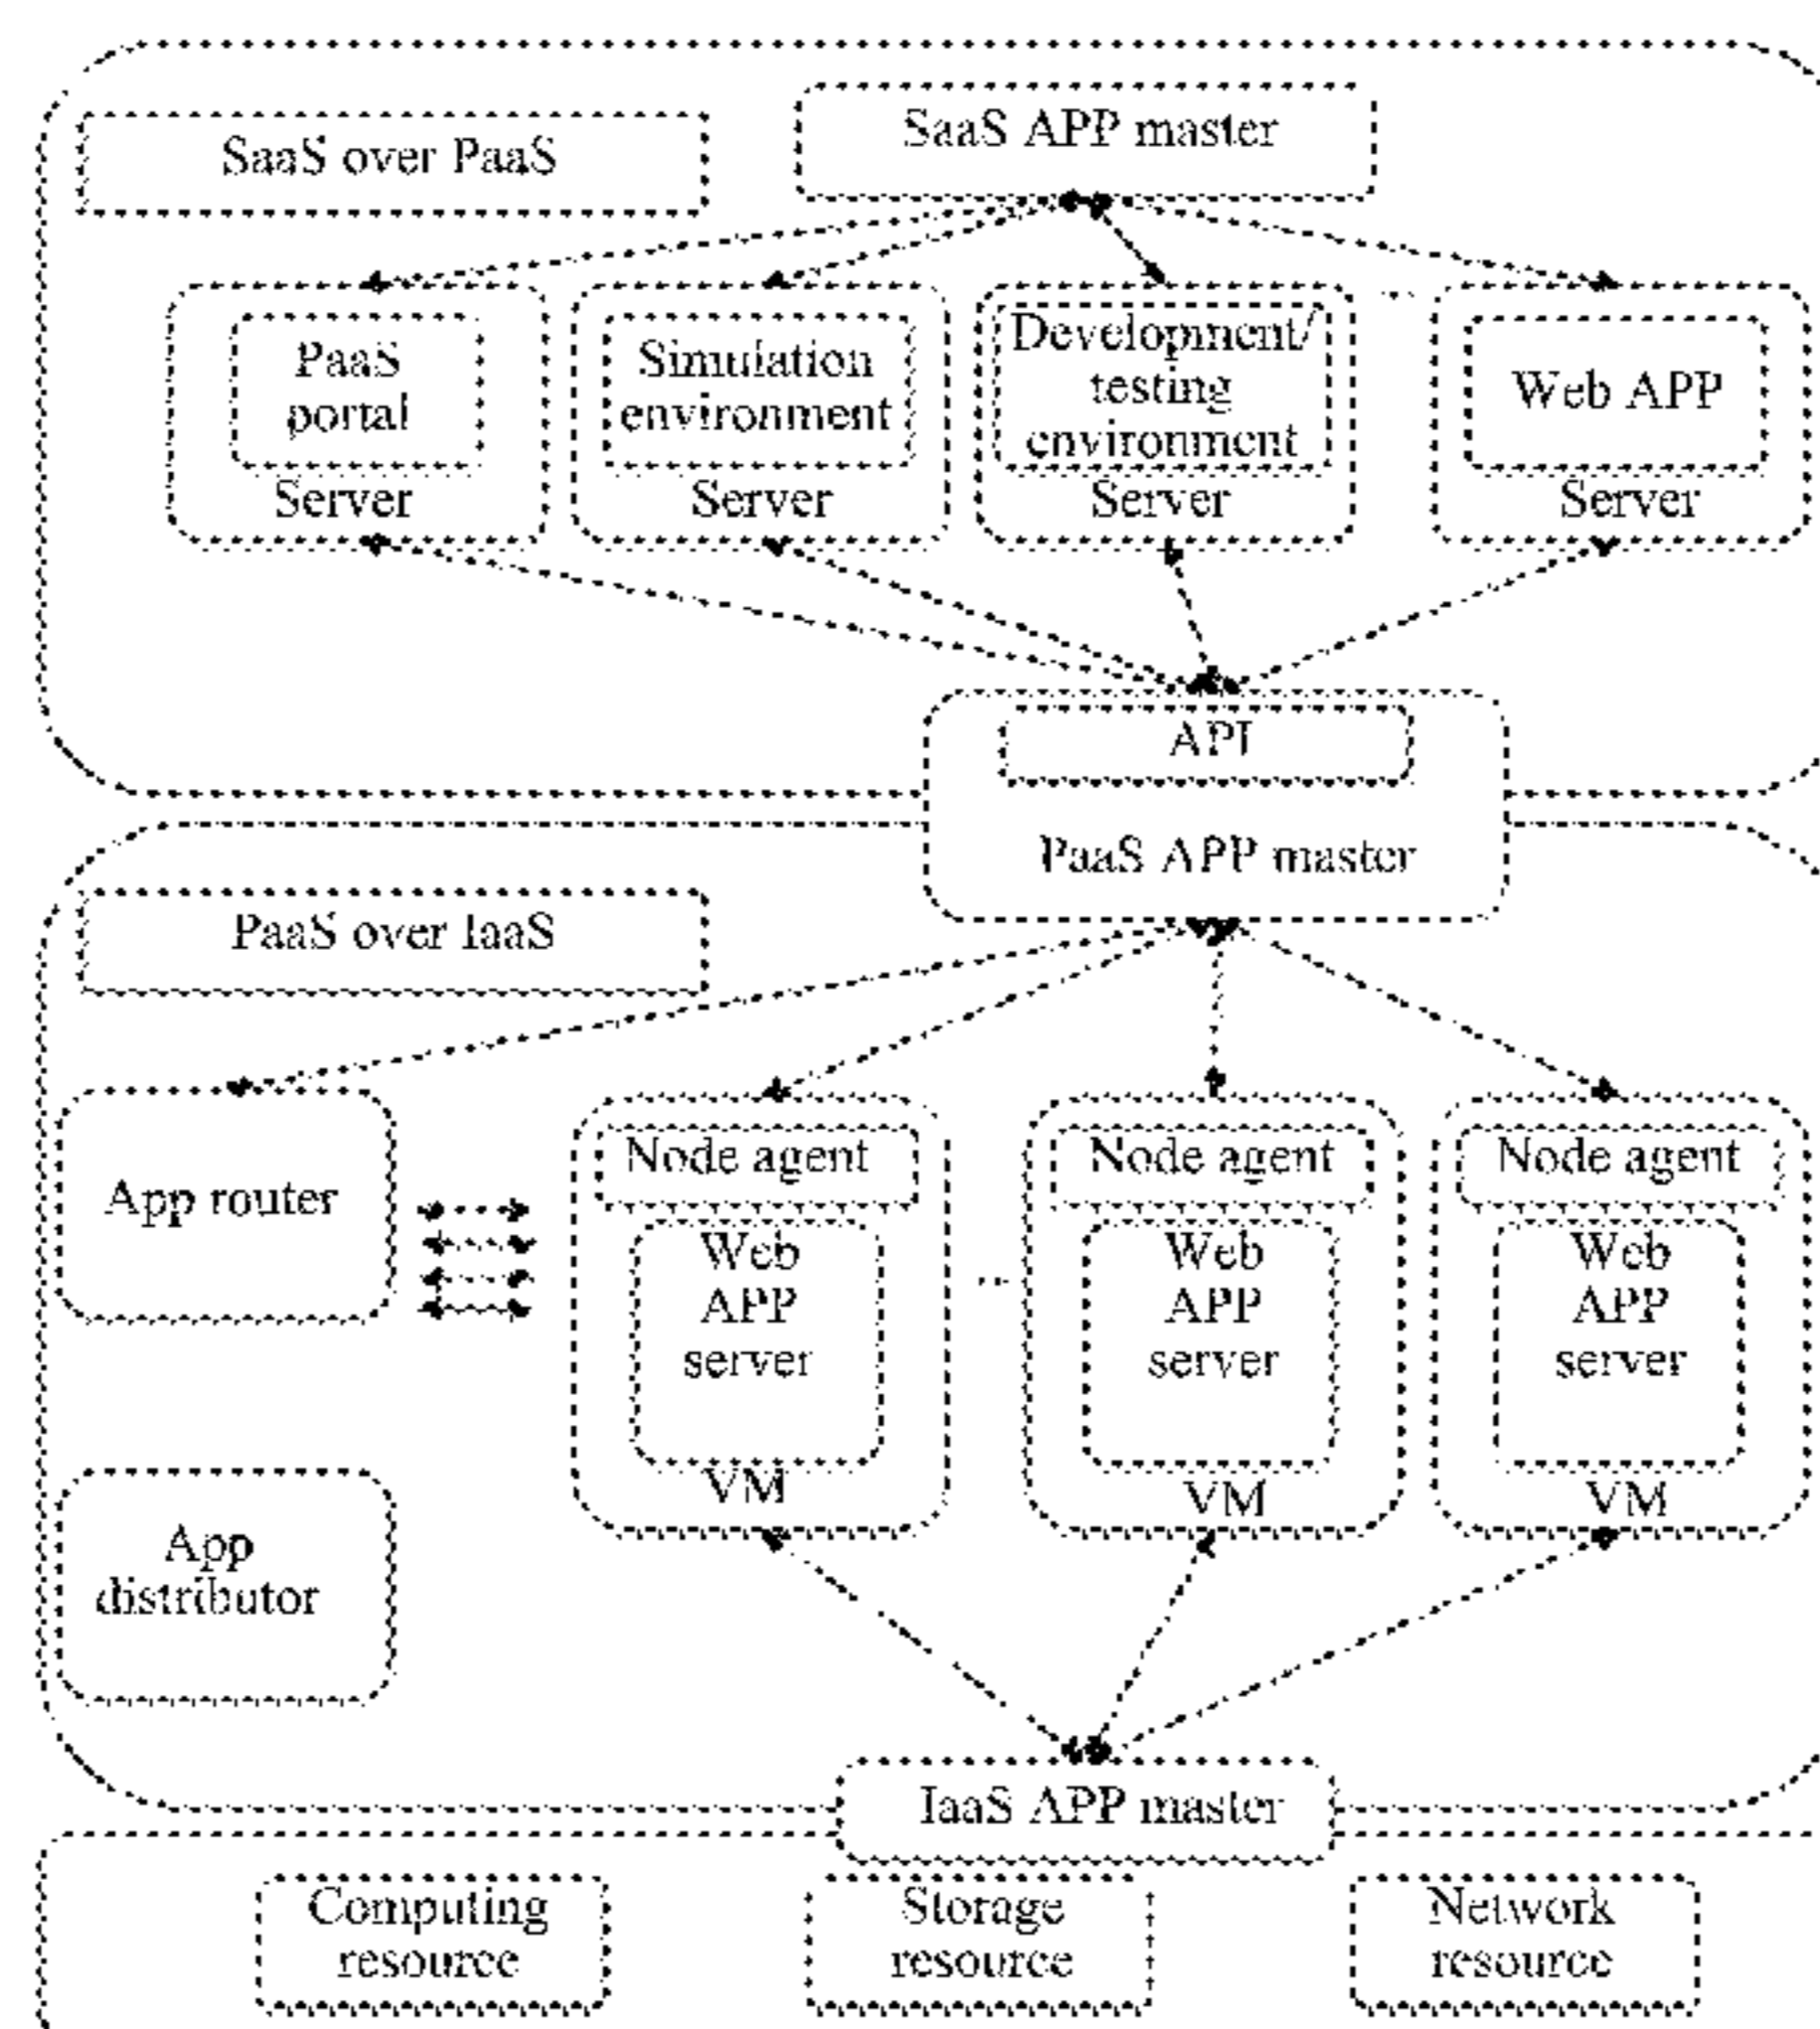 SaaS over PaaS
SaaS APP master
PaaS
portal
Server
Simulation
environment
Server
Development/
testing
environment
Server
Web APP
Server
API
PaaS APP master
PaaS over IaaS
App router
Node agent
Web
APP
server
VM
Node agent
Web
APP
server
VM
Node agent
Web
APP
server
VM
App
distributor
IaaS APP master
Computing
resource
Storage
resource
Network
resource